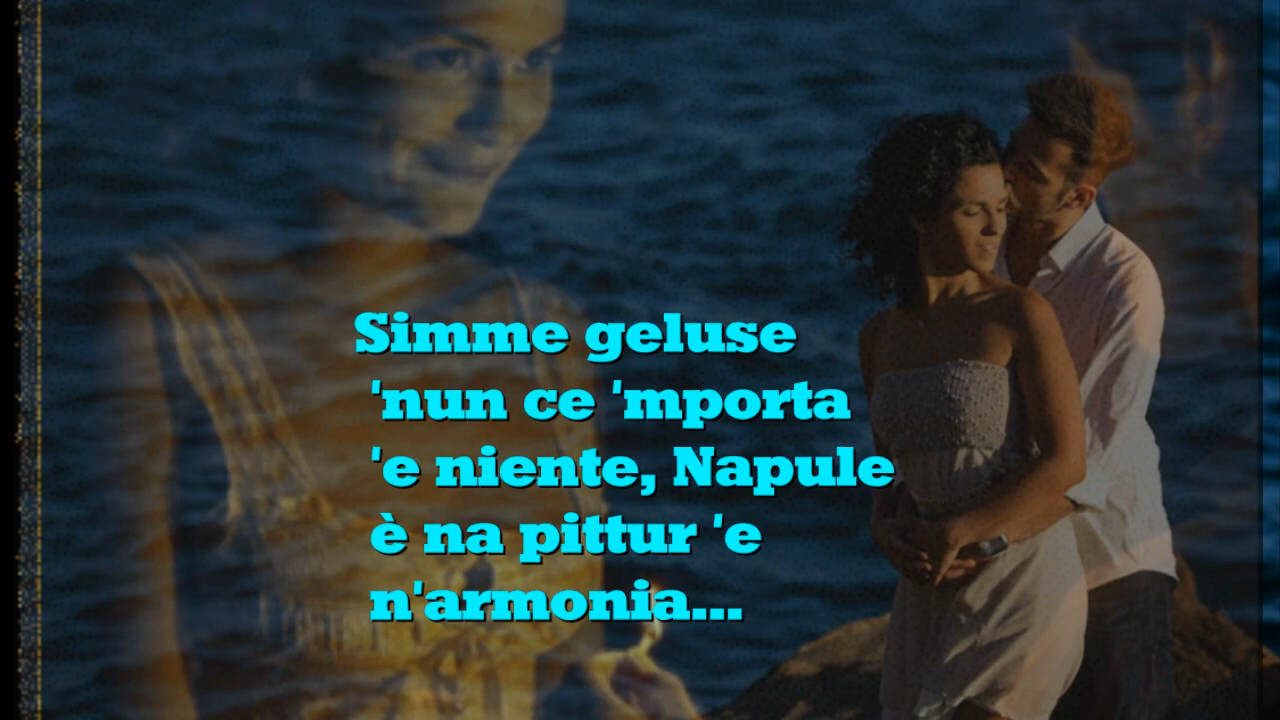 Simme geluse
'nun ce 'mporta
'e niente, Napule
è na pittur 'e
n'armonia...